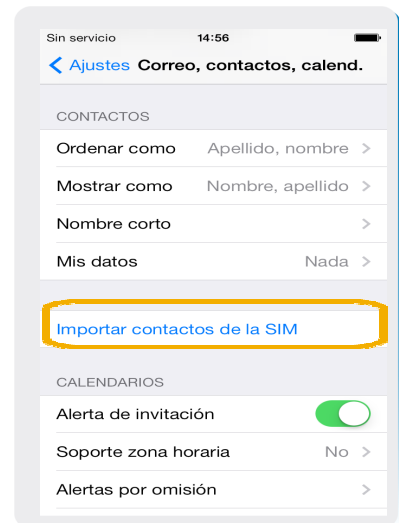 Sin servicio 14:56
Ajustes Correo, contactos, calend.
CONTACTOS
Ordenar como Apellido, nombre
Mostrar como Nombre, apellido
Nombre corto
Mis datos Nada
Importar contactos de la SIM
CALENDARIOS
Alerta de invitación
Soporte zona horaria No
Alertas por omisión